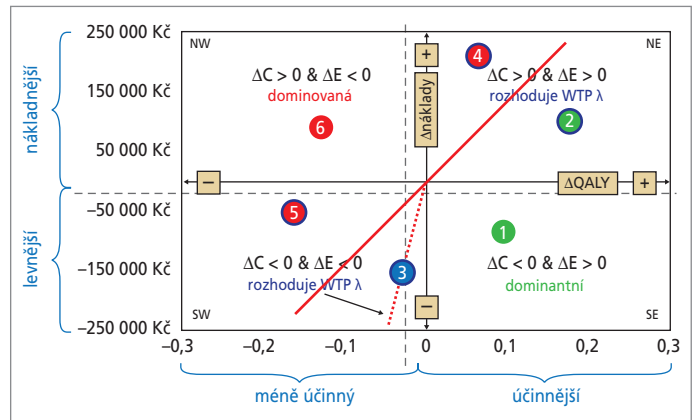 250 000 Kč
150 000 Kč
50 000 Kč
–50 000 Kč
–150 000 Kč
–250 000 Kč
nákladnější
levnější
NW
NE
ΔC > 0 & ΔE < 0
dominovaná
6
+
Δnáklady
4
ΔC > 0 & ΔE > 0
rozhoduje WTP λ
2
–
ΔQALY
+
5
1
ΔC < 0 & ΔE < 0
rozhoduje WTP λ
3
ΔC < 0 & ΔE > 0
dominantní
–
SW
SE
–0,3
–0,2
–0,1
0
0,1
0,2
0,3
méně účinný
účinnější